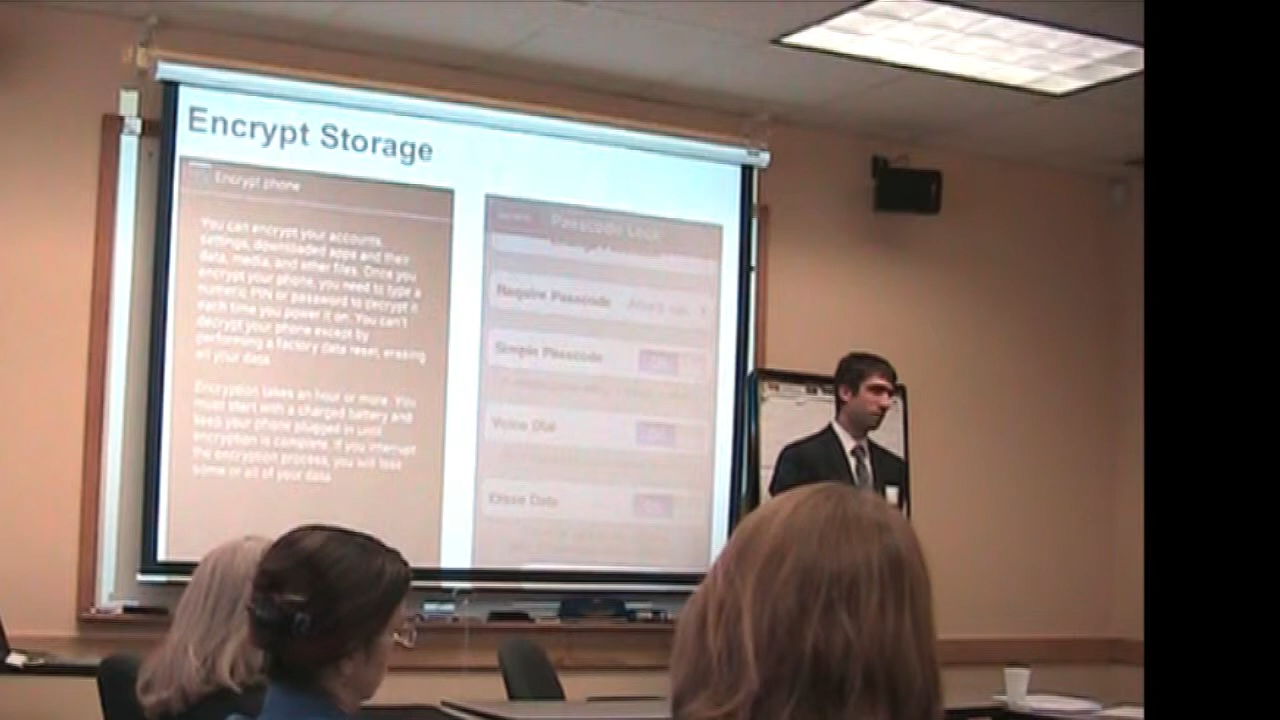 Encrypt Storage
Encrypt phone
You can encrypt your accounts,
settings, downloaded apps and their
data, media, and other files. Once you
encrypt your phone, you need to type a
numeric PIN or password to decrypt it
each time you power it on. You can't
decrypt your phone except by
performing a factory data reset, erasing
all your data.
Encryption takes an hour or more. You
must start with a charged battery and
keep your phone plugged in until
encryption is complete. If you interrupt
the encryption process, you will lose
some or all of your data.
Passcode Lock
Require Passcode
Simple Passcode
Voice Dial
Erase Data